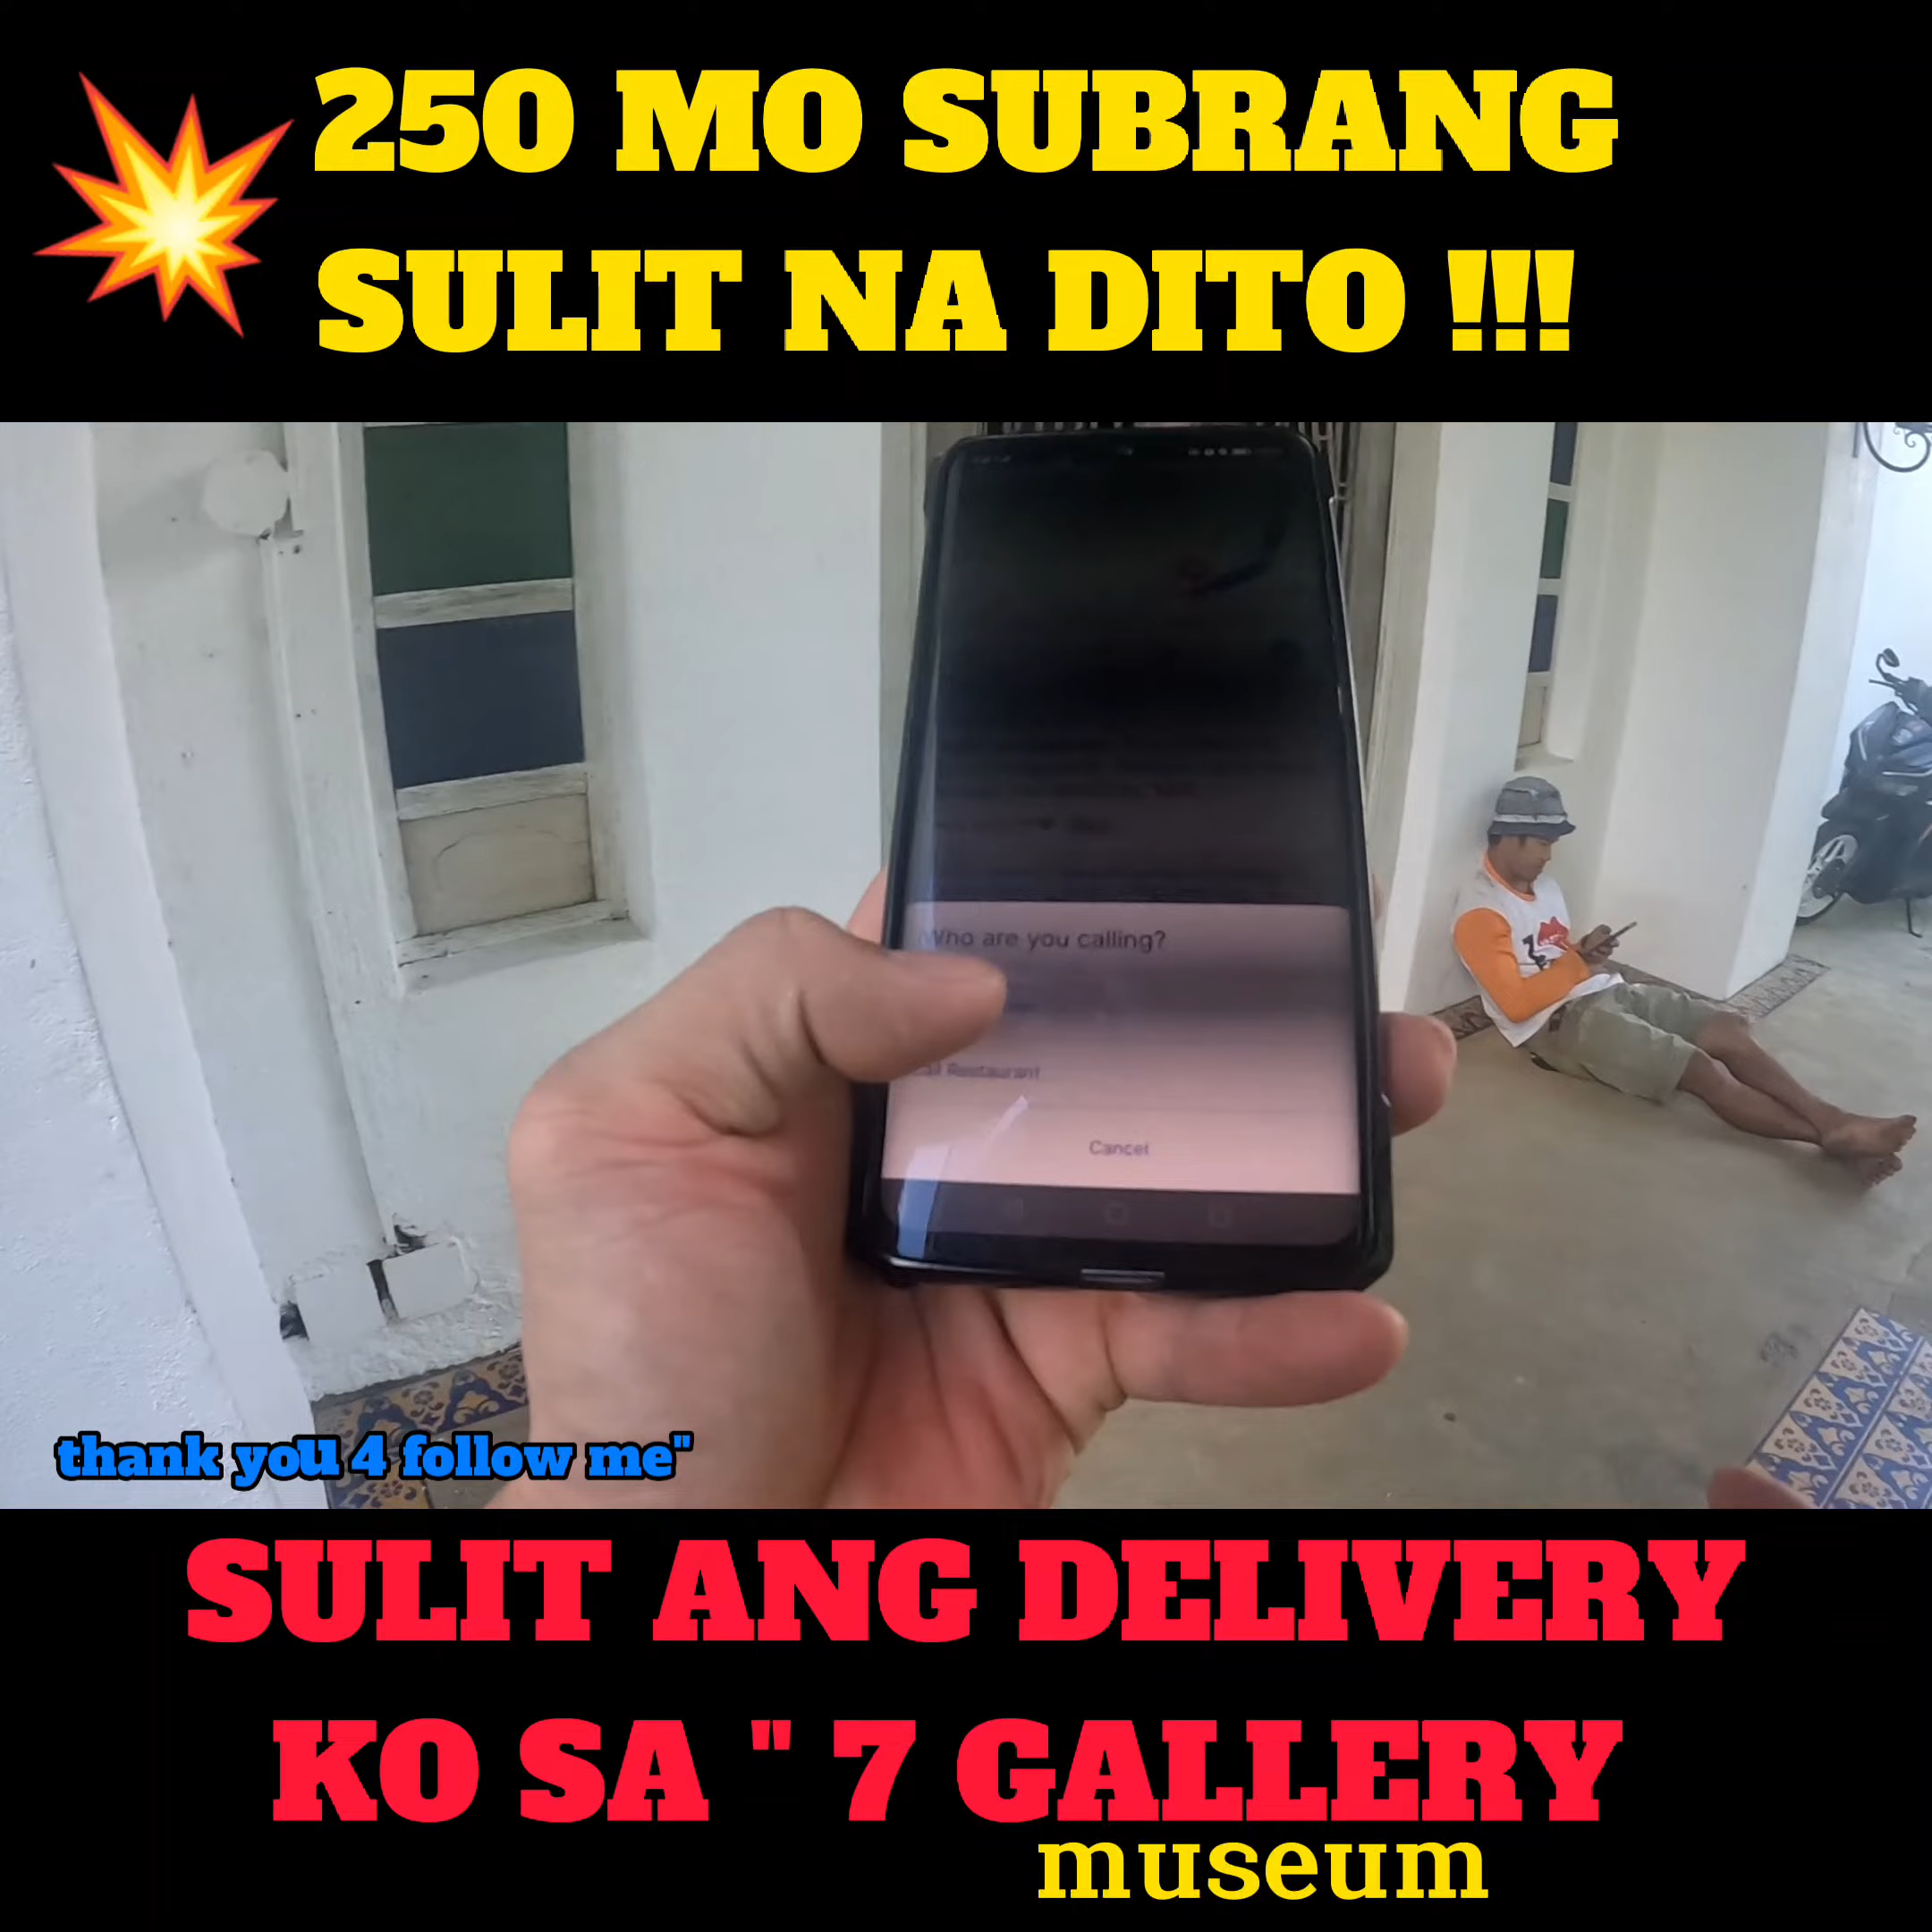 250 MO SUBRANG
SULIT NA DITO !!!
Who are you calling?
Restaurant
Cancel
thank you 4 follow me"
SULIT ANG DELIVERY
KO SA " 7 GALLERY
museum